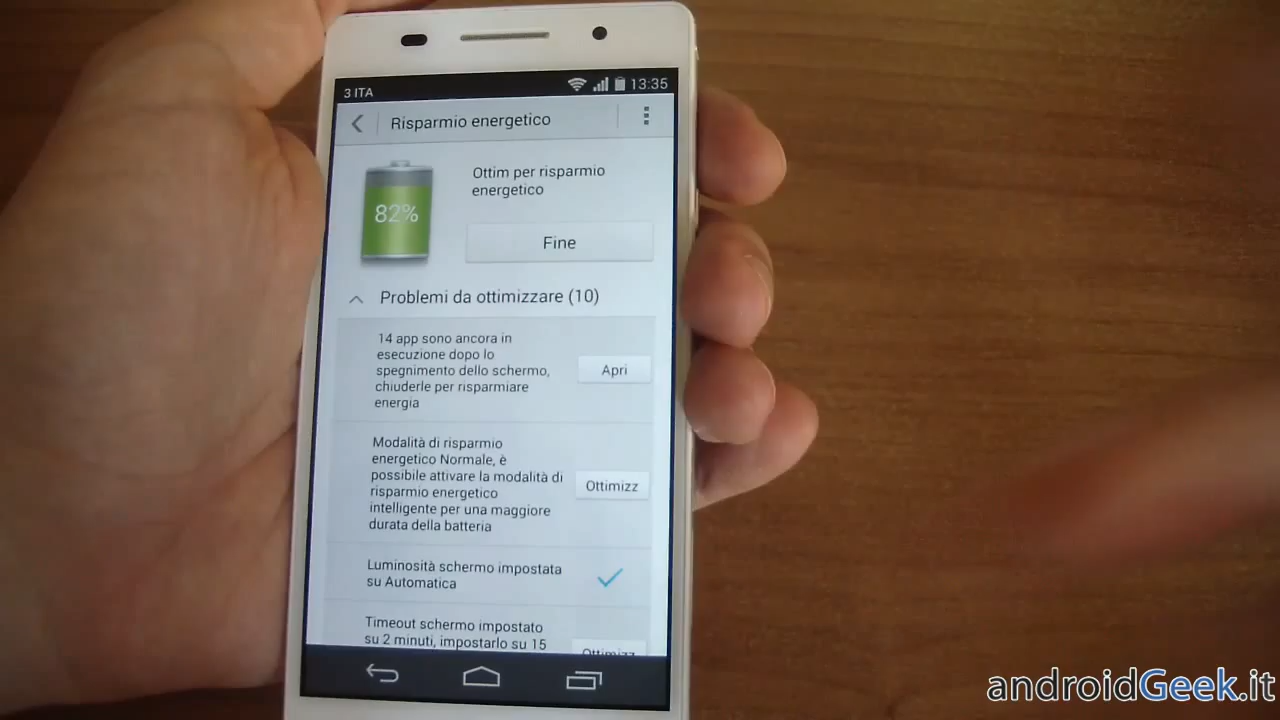 3 ITA
13:35
Risparmio energetico
82%
Ottim per risparmio
energetico
Fine
Problemi da ottimizzare (10)
14 app sono ancora in
esecuzione dopo lo
spegnimento dello schermo,
chiuderle per risparmiare
energia
Apri
Modalità di risparmio
energetico Normale, è
possibile attivare la modalità di
risparmio energetico
intelligente per una maggiore
durata della batteria
Ottimizz
Luminosità schermo impostata
su Automatica
Timeout schermo impostato
su 2 minuti, impostarlo su 15
Ottimizz
androidGeek.it